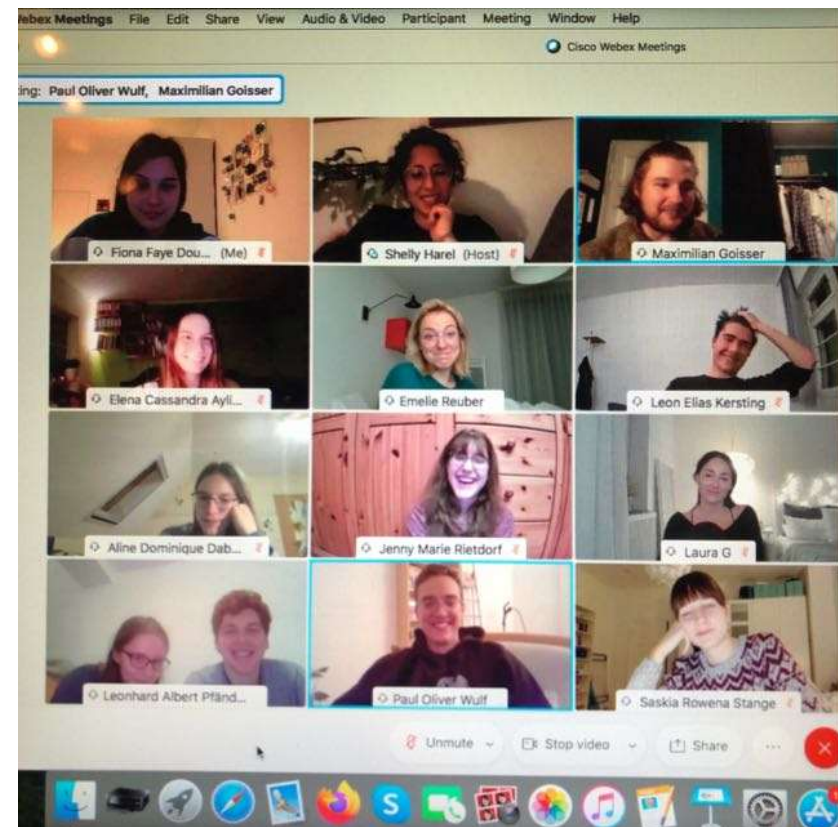 Webex Meetings File Edit Share View Audio & Video Participant Meeting Window Help
Cisco Webex Meetings
ing: Paul Oliver Wulf, Maximilian Goisser
Fiona Faye Dou... (Me)
Shelly Harel (Host)
Maximilian Goisser
Elena Cassandra Ayli...
Emelie Reuber
Leon Elias Kersting
Aline Dominique Dab...
Jenny Marie Rietdorf
Laura G
Leonhard Albert Pfänd...
Paul Oliver Wulf
Saskia Rowena Stange
Unmute
Stop video
Share
...